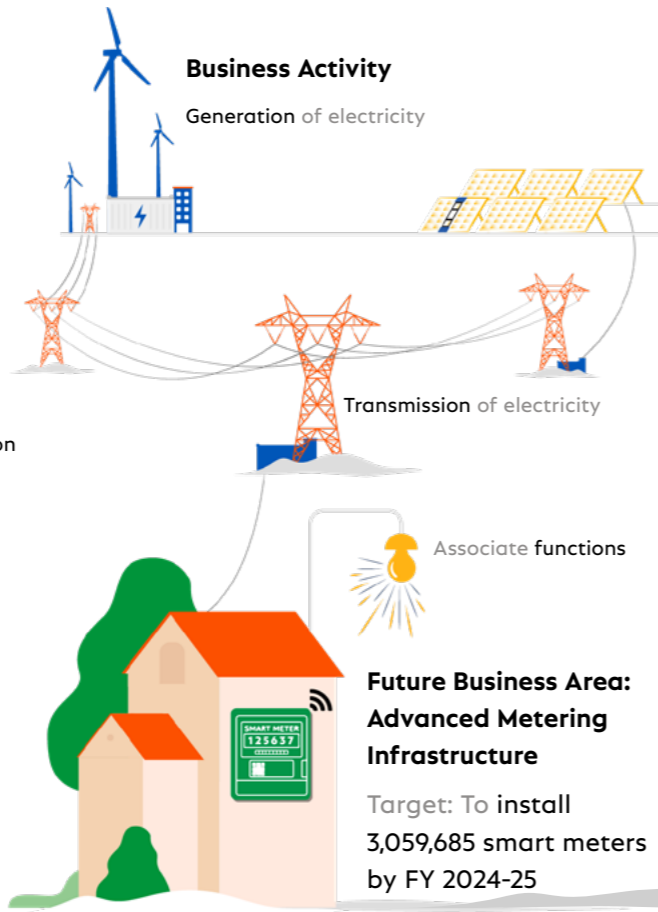 Business Activity
Generation of electricity
Transmission of electricity
on
Associate functions
Future Business Area:
Advanced Metering
Infrastructure
SMART METER
125637
Target: To install
3,059,685 smart meters
by FY 2024-25